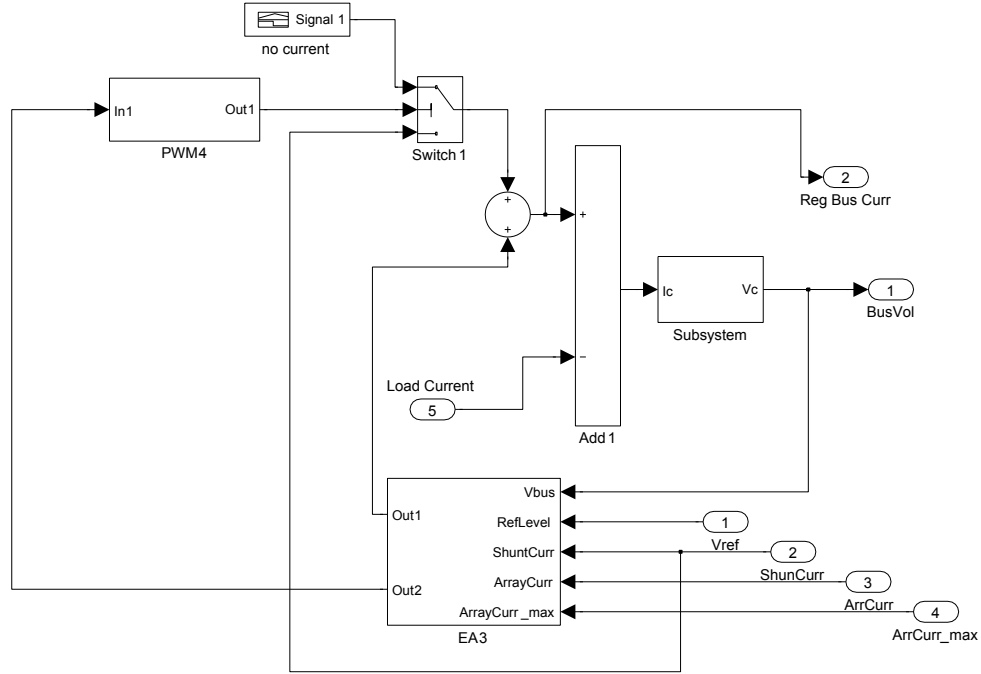 Signal 1
no current
In1
Out1
PWM4
Switch 1
+
+
2
Reg Bus Curr
+
Ic
Vc
Subsystem
1
BusVol
−
Load Current
5
Add 1
Vbus
Out1
RefLevel
1
Vref
ShuntCurr
2
ShunCurr
ArrayCurr
3
ArrCurr
Out2
ArrayCurr _max
4
ArrCurr_max
EA3